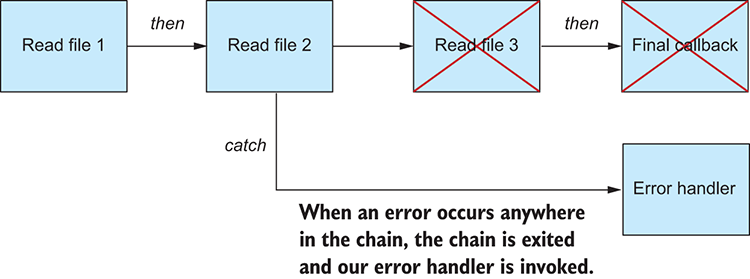 Read file 1
then
Read file 2
Read file 3
then
Final callback
catch
Error handler
When an error occurs anywhere
in the chain, the chain is exited
and our error handler is invoked.